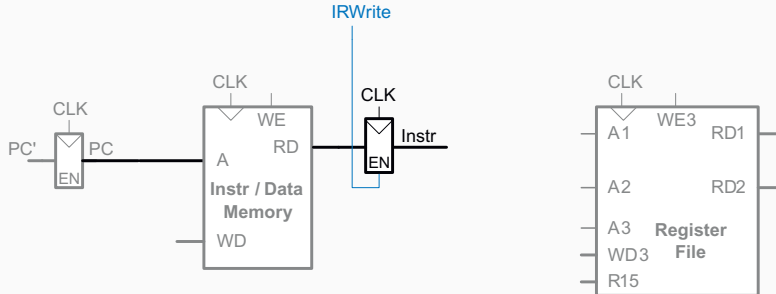 IRWrite
CLK
CLK
CLK
CLK
PC'
PC
EN
WE
A
RD
Instr / Data
Memory
WD
EN
Instr
WE3
A1
RD1
A2
RD2
A3
Register
File
WD3
R15